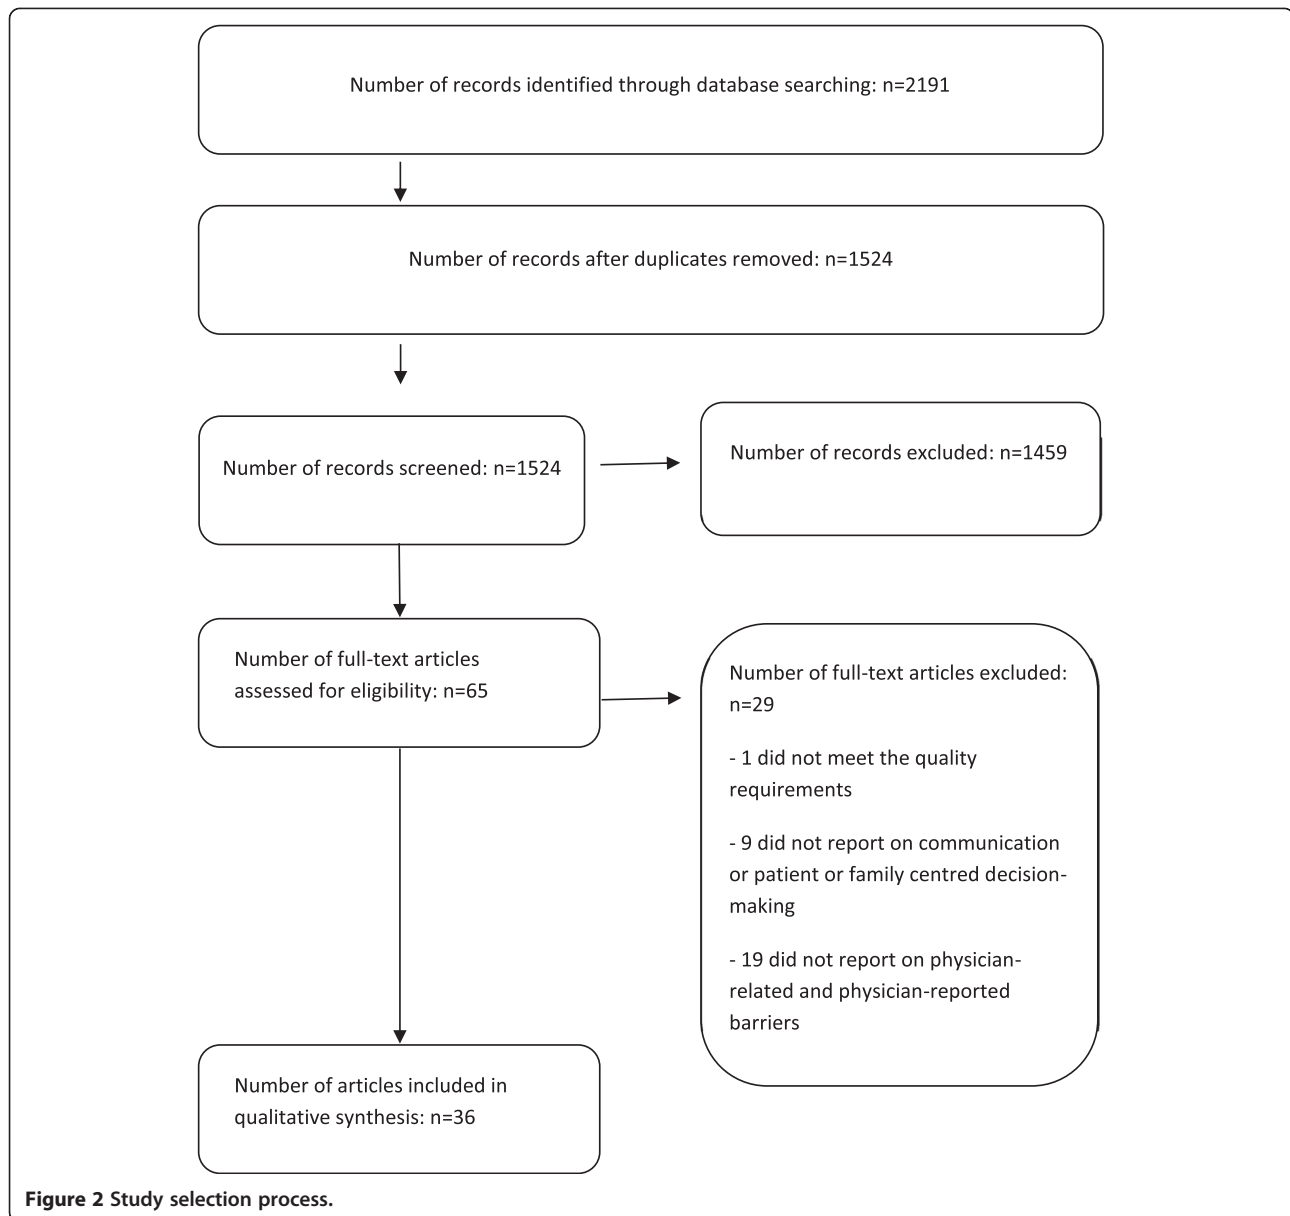 Number of records identified through database searching: n=2191
Number of records after duplicates removed: n=1524
Number of records screened: n=1524
Number of records excluded: n=1459
Number of full-text articles
assessed for eligibility: n=65
Number of full-text articles excluded:
n=29
- 1 did not meet the quality
requirements
- 9 did not report on communication
or patient or family centred decision-
making
- 19 did not report on physician-
related and physician-reported
barriers
Number of articles included in
qualitative synthesis: n=36
Figure 2 Study selection process.